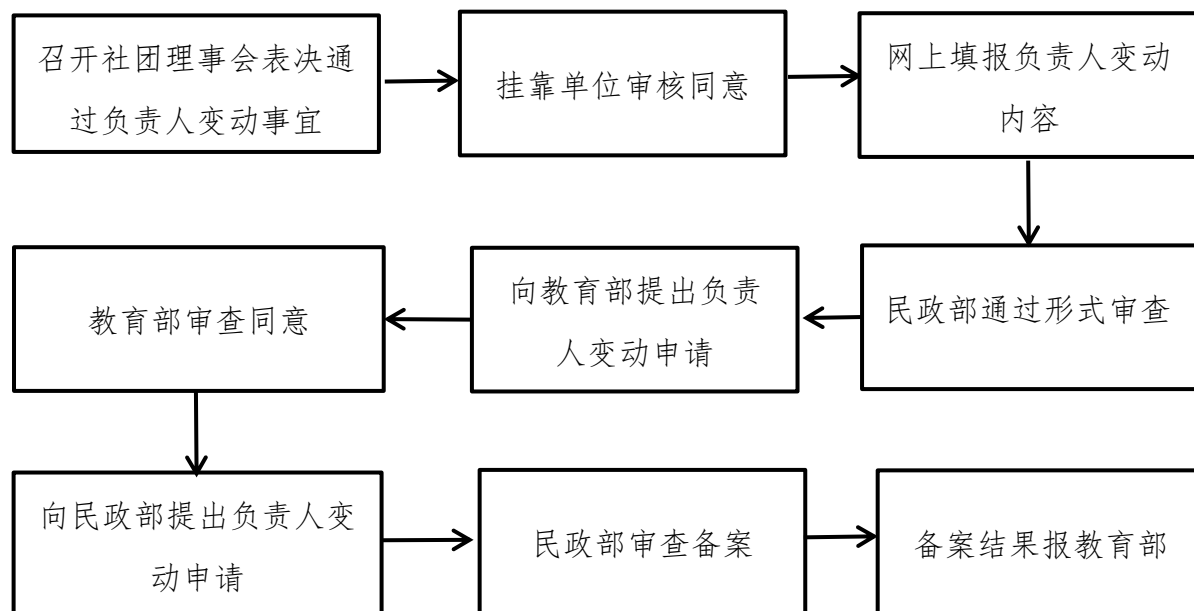 召开社团理事会表决通
过负责人变动事宜
挂靠单位审核同意
网上填报负责人变动
内容
民政部通过形式审查
向教育部提出负责
人变动申请
教育部审查同意
向民政部提出负责人变
动申请
民政部审查备案
备案结果报教育部